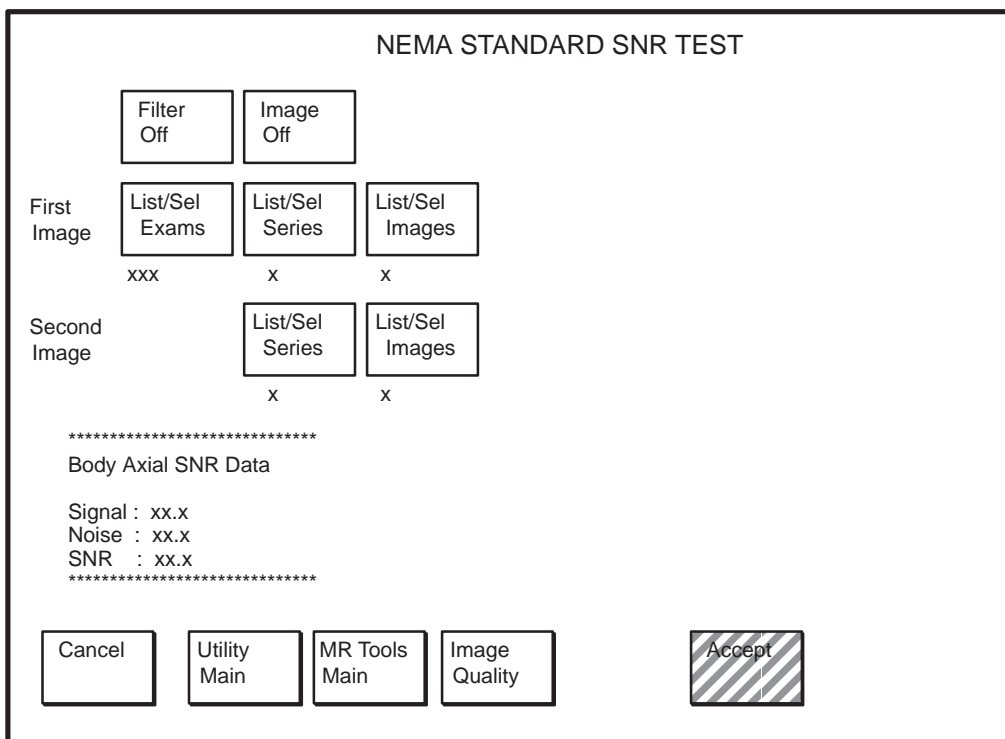 NEMA STANDARD SNR TEST
Filter Off
Image Off
First Image
List/Sel Exams
List/Sel Series
List/Sel Images
xxx x x
Second Image
List/Sel Series
List/Sel Images
x x
******************************
Body Axial SNR Data
Signal : xx.x
Noise : xx.x
SNR : xx.x
******************************
Cancel
Utility Main
MR Tools Main
Image Quality
Accept